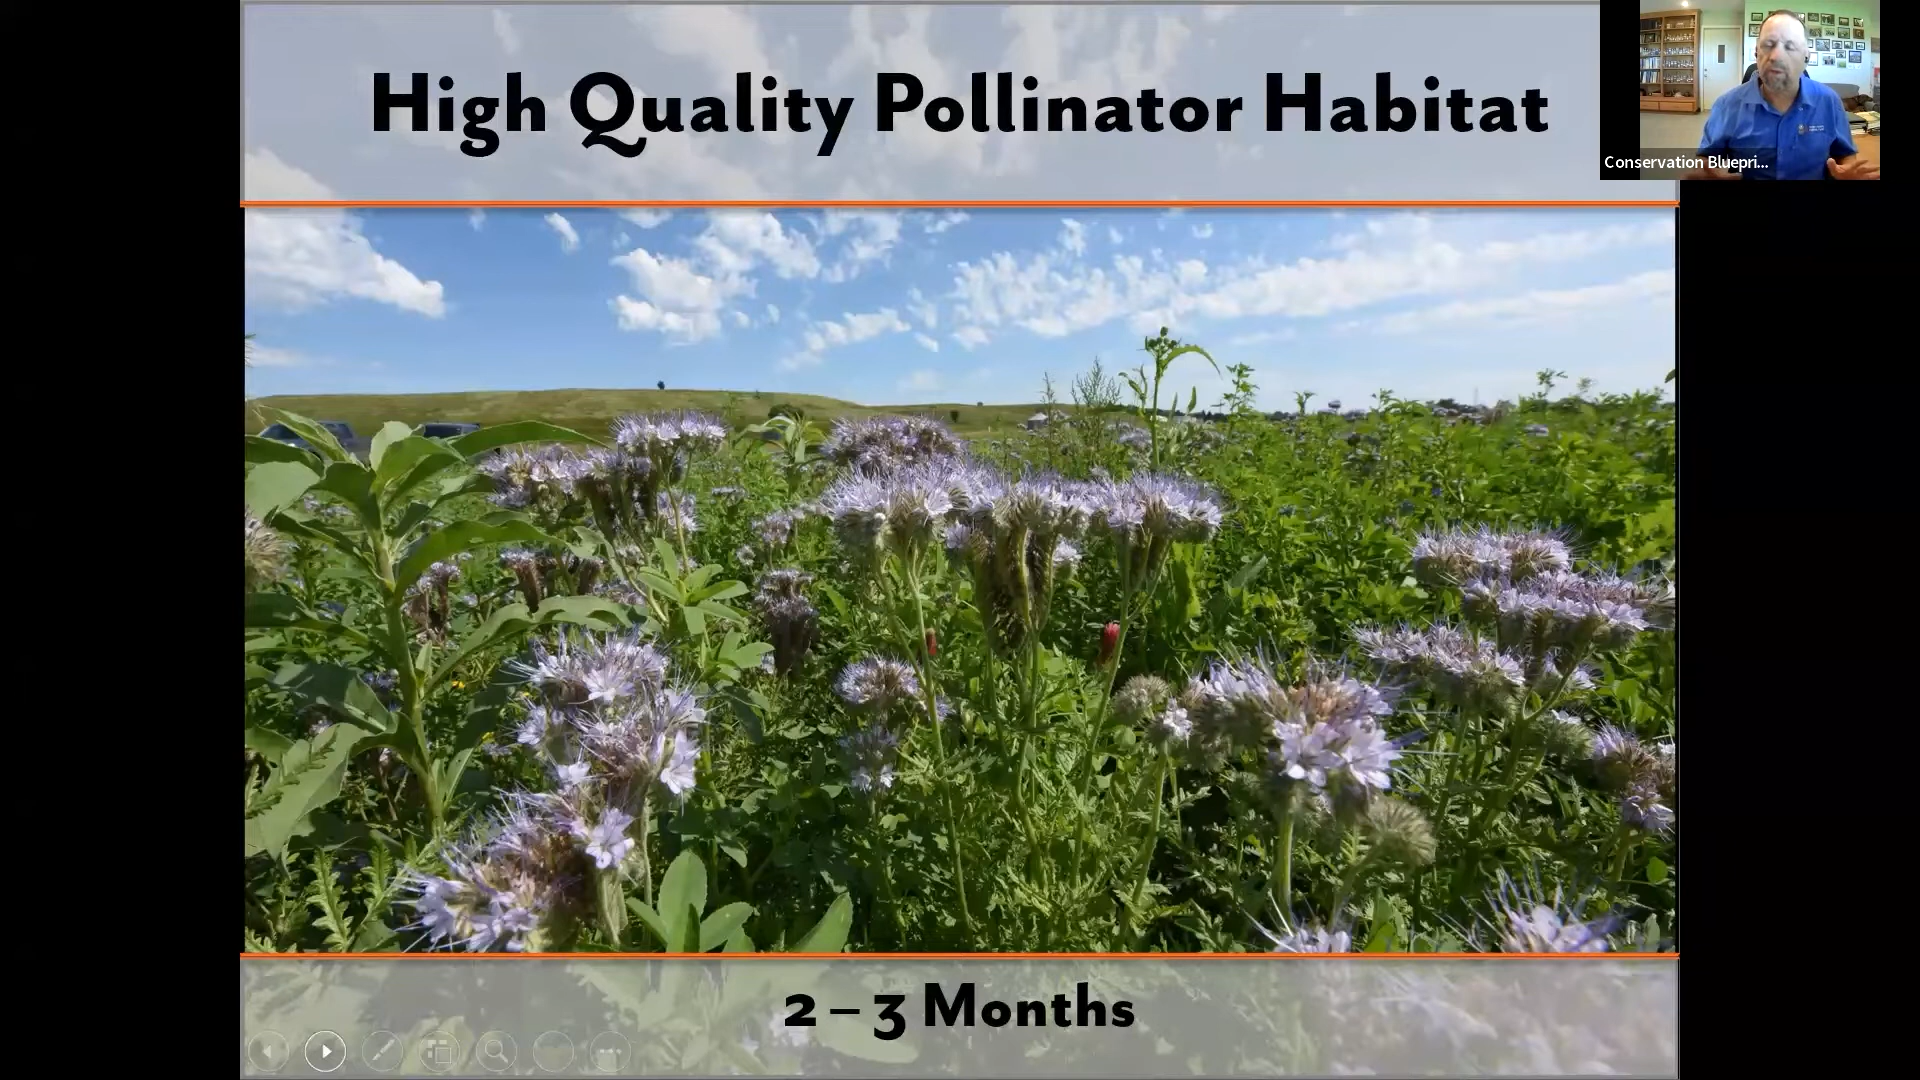 High Quality Pollinator Habitat
Conservation Bluepri...
2 – 3 Months